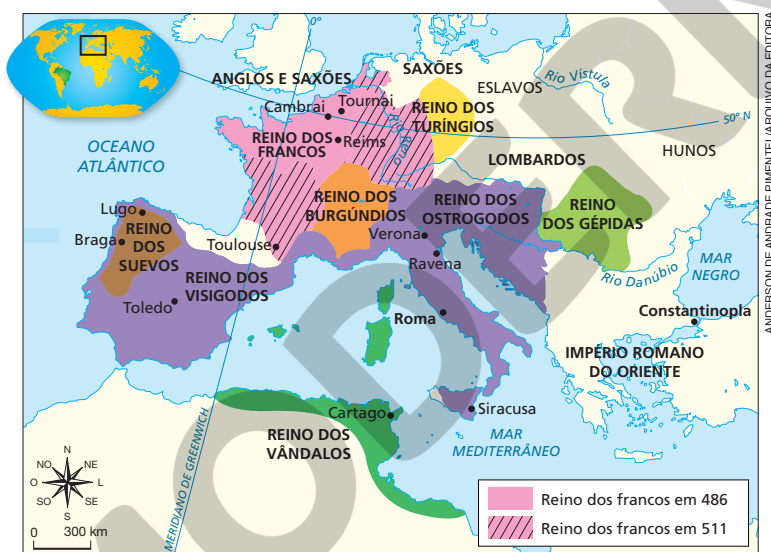 0°
ANGLOS E SAXÕES
SAXÕES
ESLAVOS
Rio Vístula
Cambrai
Tournai
REINO DOS
TURÍNGIOS
50° N
OCEANO
ATLÂNTICO
REINO DOS
FRANCOS
Reims
Rio Reno
LOMBARDOS
HUNOS
REINO DOS
BURGÚNDIOS
REINO DOS
OSTROGODOS
REINO
DOS GÉPIDAS
Lugo
Braga
REINO
DOS
SUEVOS
Toulouse
Verona
Ravena
MAR
NEGRO
REINO DOS
VISIGODOS
Rio Danúbio
Toledo
Roma
Constantinopla
IMPÉRIO ROMANO
DO ORIENTE
Cartago
Siracusa
REINO DOS
VÂNDALOS
MAR
MEDITERRÂNEO
MERIDIANO DE GREENWICH
N
NO NE
O L
SO SE
S
0 300 km
Reino dos francos em 486
Reino dos francos em 511
ANDERSON DE ANDRADE PIMENTEL/ARQUIVO DA EDITORA